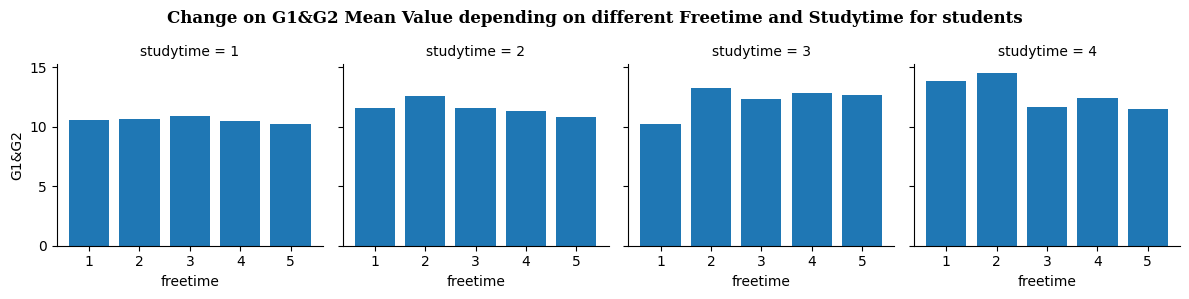 Change on G1&G2 Mean Value depending on different Freetime and Studytime for students
studytime = 1
studytime = 2
studytime = 3
studytime = 4
15
10
5
0
G1&G2
1 2 3 4 5
1 2 3 4 5
1 2 3 4 5
1 2 3 4 5
freetime
freetime
freetime
freetime